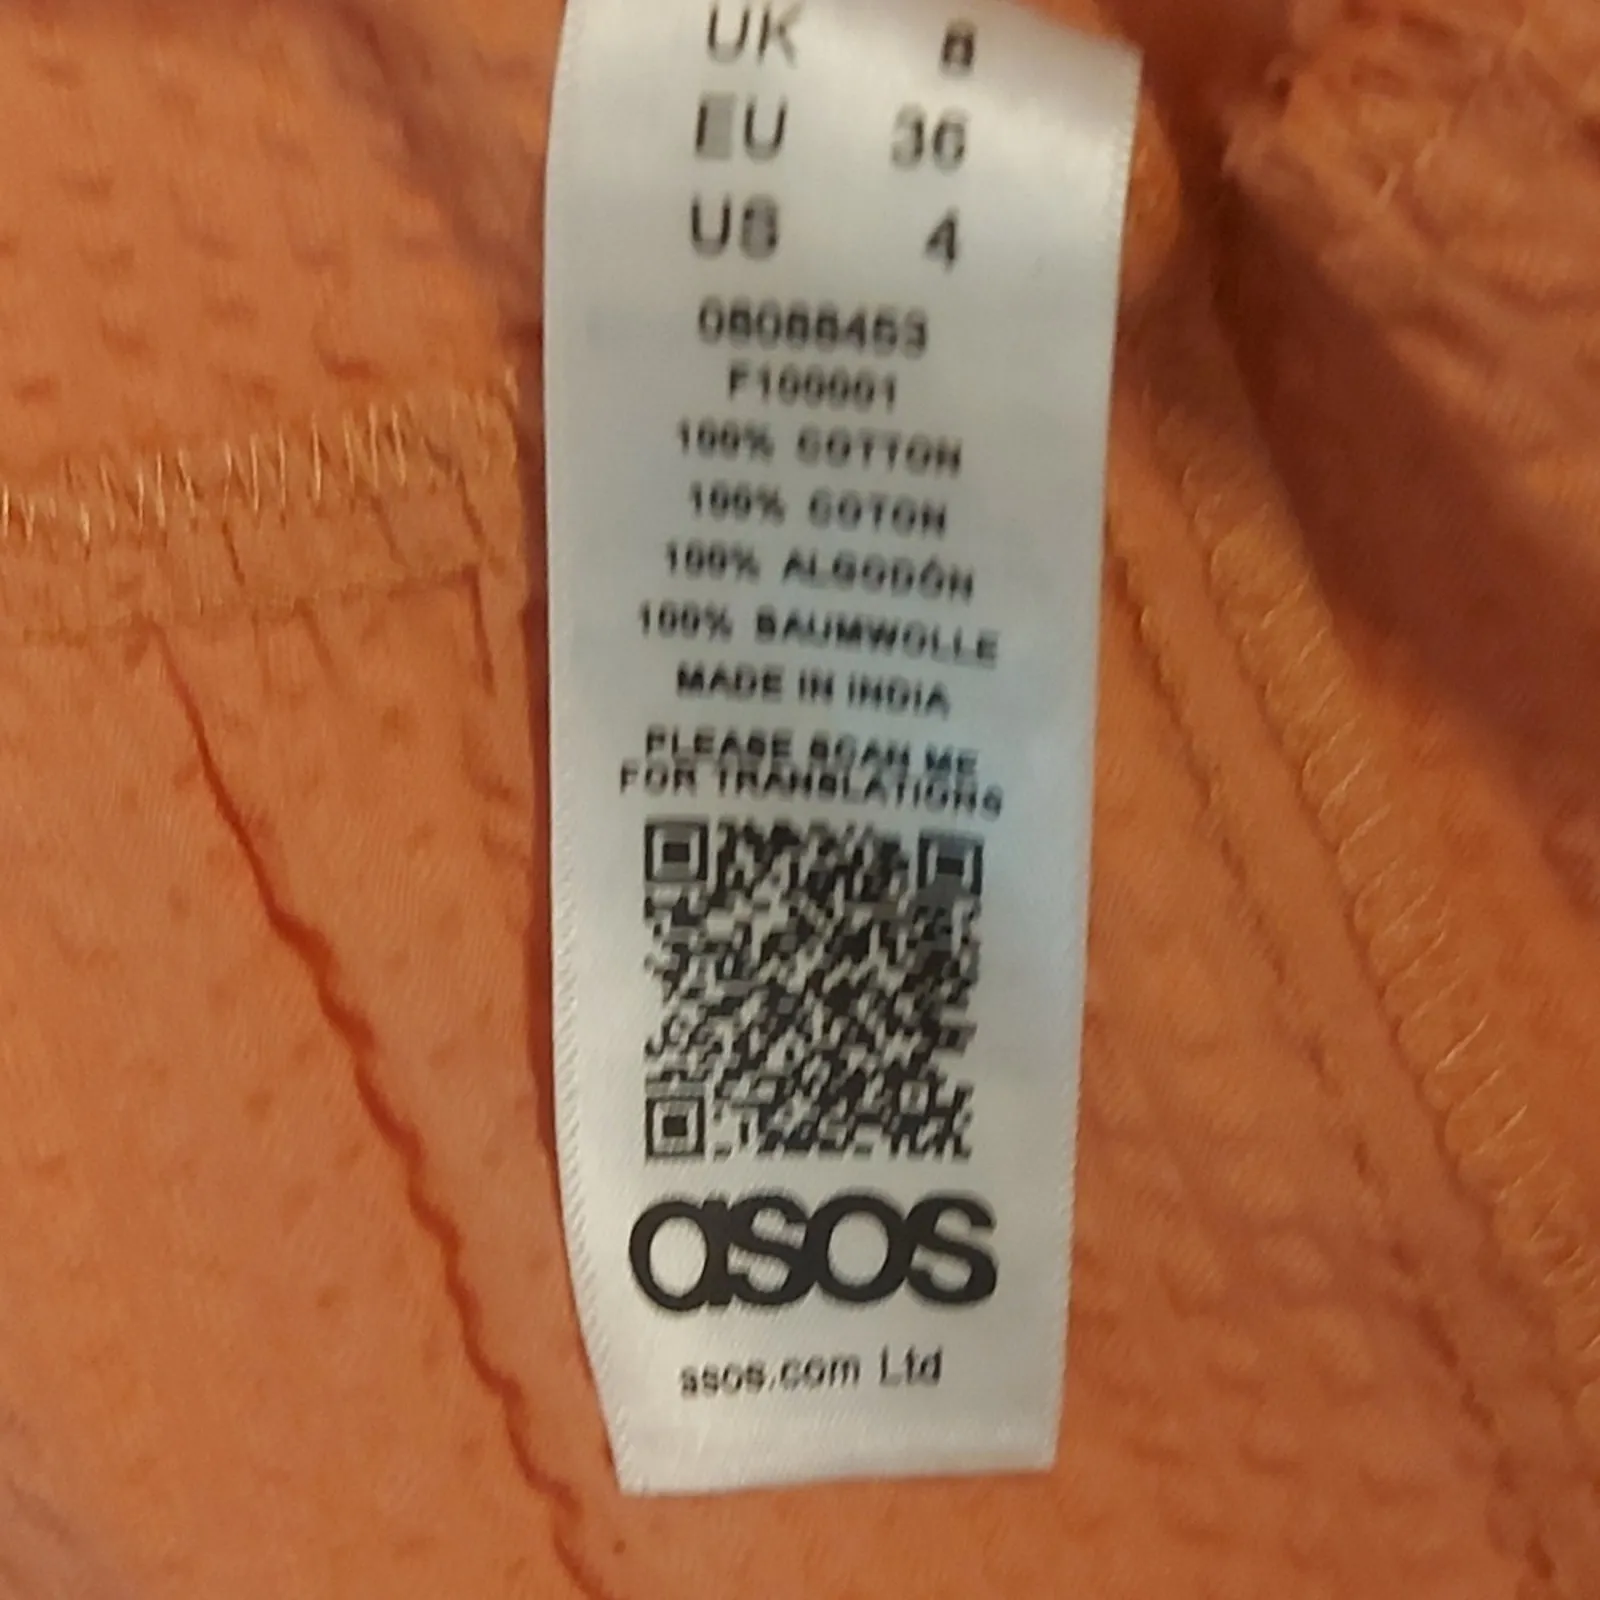 UK 8
EU 36
US 4
08088453
F100001
100% COTTON
100% COTON
100% ALGODÓN
100% BAUMWOLLE
MADE IN INDIA
PLEASE SCAN ME
FOR TRANSLATIONS
asos
asos.com Ltd